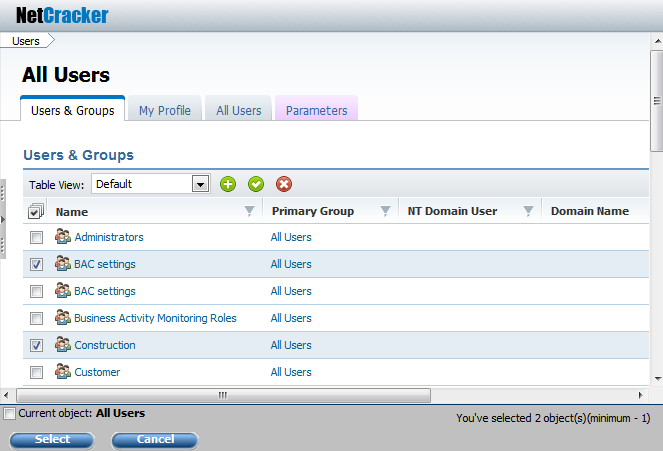 NetCracker
Users
All Users
Users & Groups My Profile All Users Parameters
Users & Groups
Table View: Default
Name Primary Group NT Domain User Domain Name
Administrators All Users
BAC settings All Users
BAC settings All Users
Business Activity Monitoring Roles All Users
Construction All Users
Customer All Users
Current object: All Users
You've selected 2 object(s)(minimum - 1)
Select Cancel